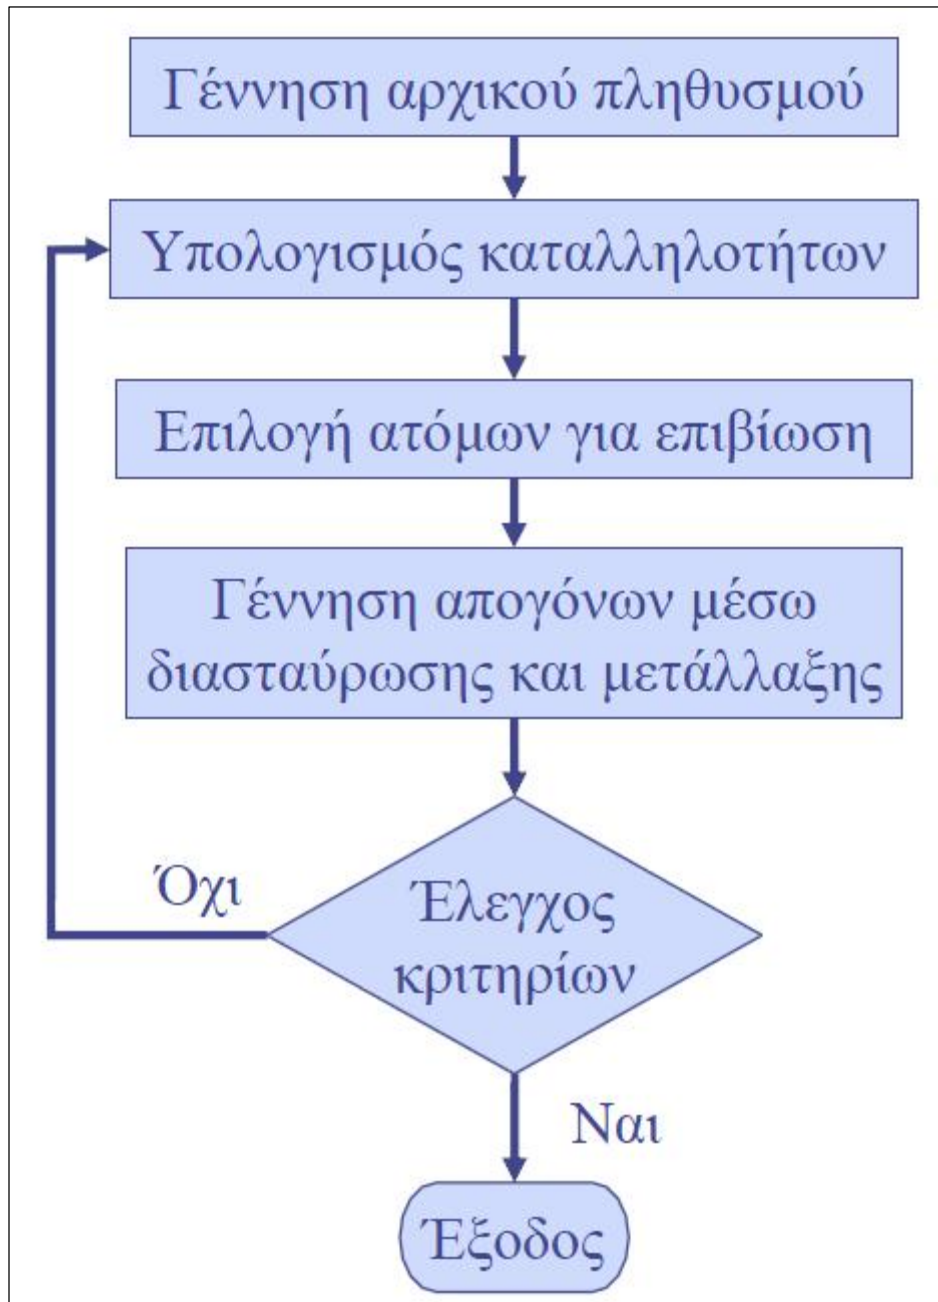 Γέννηση αρχικού πληθυσμού
Υπολογισμός καταλληλοτήτων
Επιλογή ατόμων για επιβίωση
Γέννηση απογόνων μέσω
διασταύρωσης και μετάλλαξης
Όχι
Έλεγχος
κριτηρίων
Ναι
Έξοδος